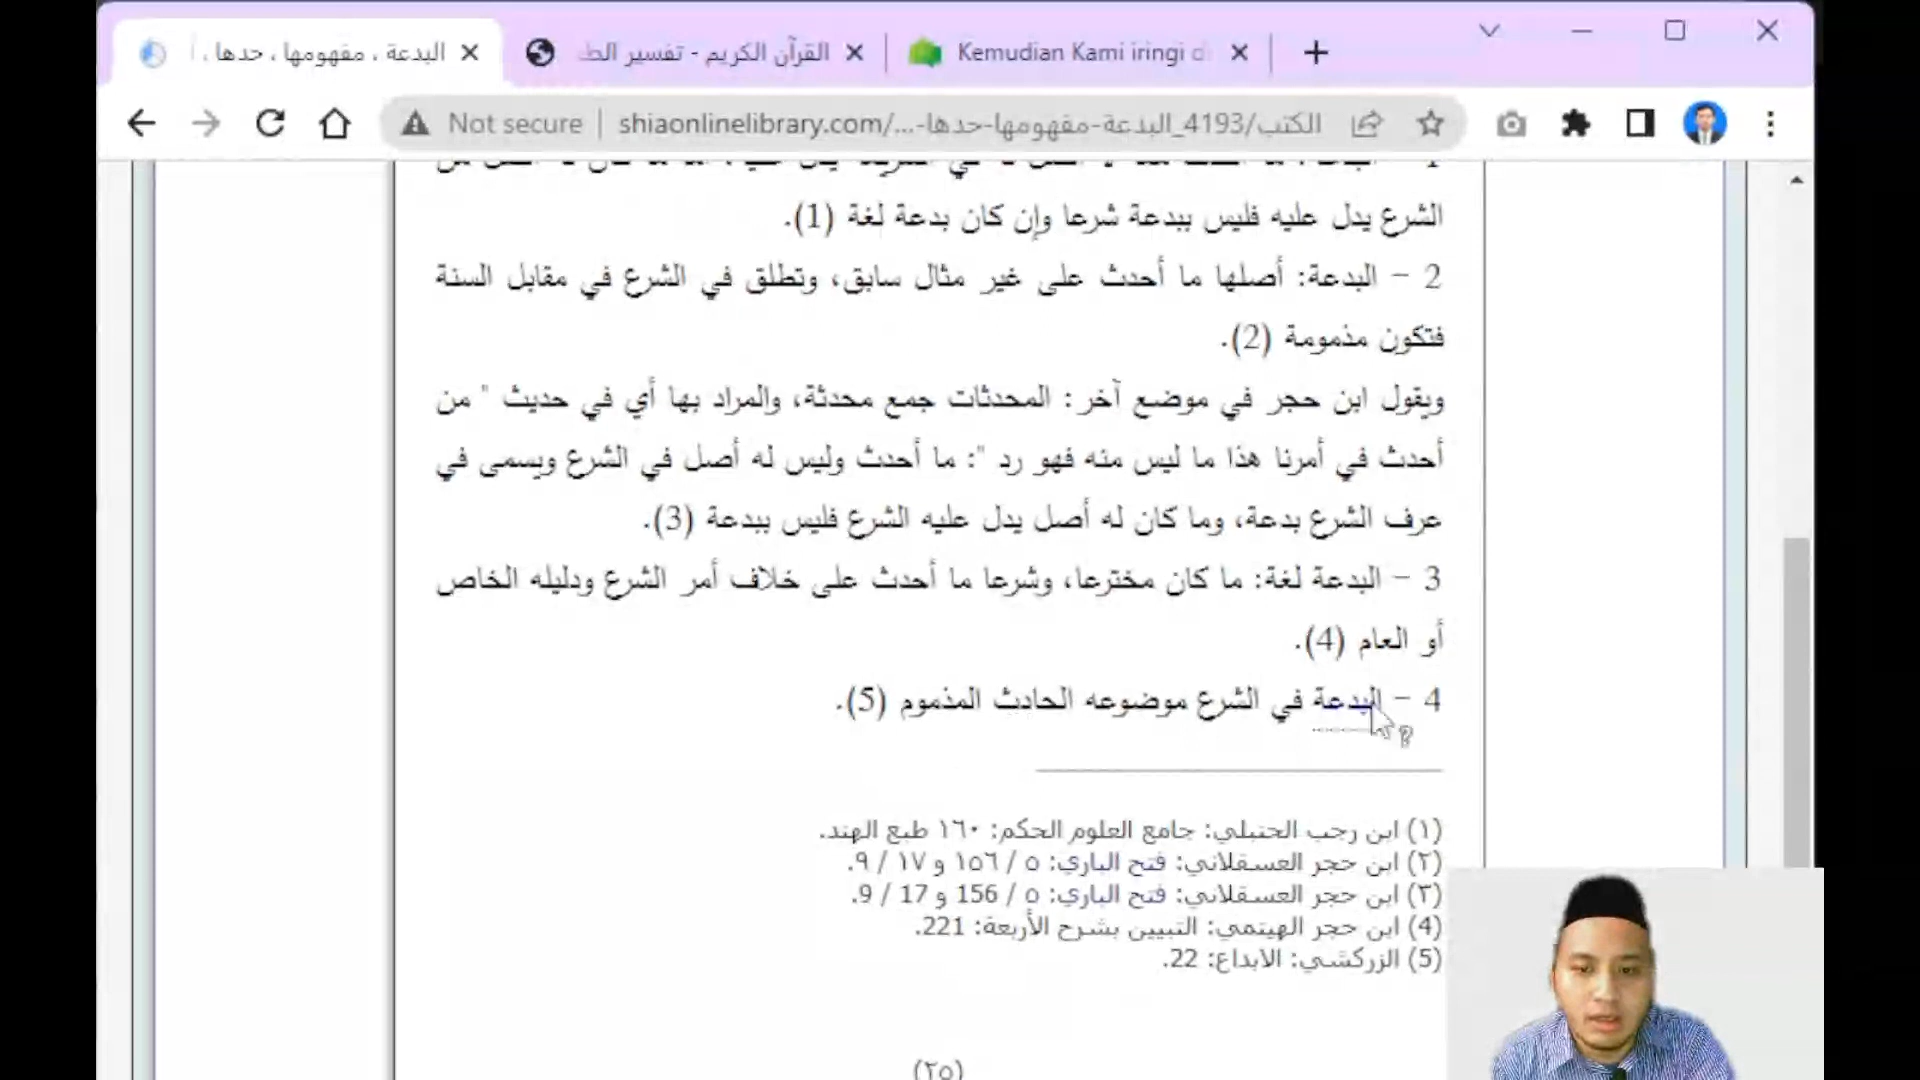 البدعة ، مفهومها ، حدها ،
القرآن الكريم - تفسير الط
Kemudian Kami iringi d
Not secure
shiaonlinelibrary.com/...الكتب/4193_البدعة-مفهومها-حدها-
الشرع يدل عليه فليس ببدعة شرعا وإن كان بدعة لغة (1).
2 - البدعة: أصلها ما أحدث على غير مثال سابق، وتطلق في الشرع في مقابل السنة
فتكون مذمومة (2).
ويقول ابن حجر في موضع آخر: المحدثات جمع محدثة، والمراد بها أي في حديث " من
أحدث في أمرنا هذا ما ليس منه فهو رد ": ما أحدث وليس له أصل في الشرع ويسمى في
عرف الشرع بدعة، وما كان له أصل يدل عليه الشرع فليس ببدعة (3).
3 - البدعة لغة: ما كان مخترعا، وشرعا ما أحدث على خلاف أمر الشرع ودليله الخاص
أو العام (4).
4 - البدعة في الشرع موضوعه الحادث المذموم (5).
(١) ابن رجب الحنبلي: جامع العلوم الحكم: ١٦٠ طبع الهند.
(٢) ابن حجر العسقلاني: فتح الباري: ٥ / ١٥٦ و ١٧ / ٩.
(٣) ابن حجر العسقلاني: فتح الباري: ٥ / 156 و 17 / 9.
(4) ابن حجر الهيتمي: التبيين بشرح الأربعة: 221.
(5) الزركشي: الابداع: 22.
(٢٥)